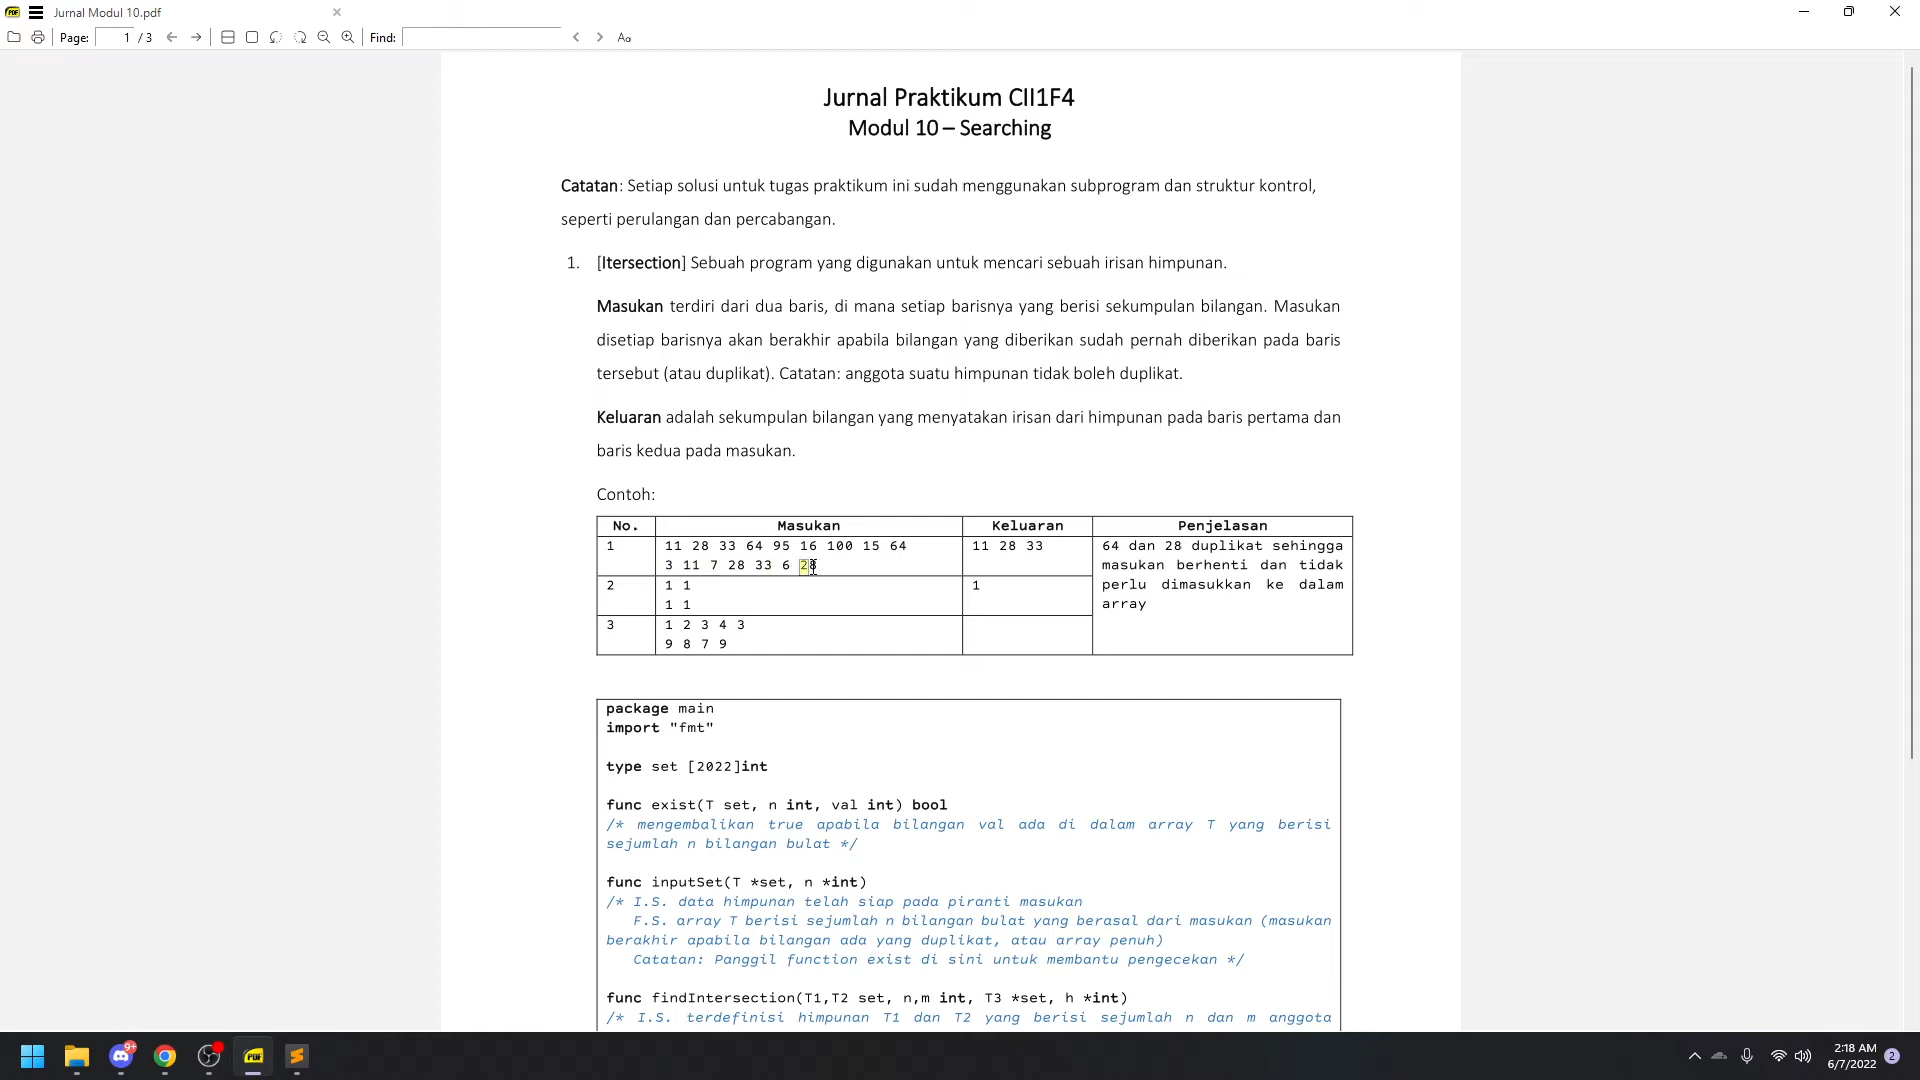 Jurnal Modul 10.pdf
Page: 1 / 3 Find: Aa
Jurnal Praktikum CII1F4
Modul 10 – Searching
Catatan: Setiap solusi untuk tugas praktikum ini sudah menggunakan subprogram dan struktur kontrol,
seperti perulangan dan percabangan.
1. [Itersection] Sebuah program yang digunakan untuk mencari sebuah irisan himpunan.
Masukan terdiri dari dua baris, di mana setiap barisnya yang berisi sekumpulan bilangan. Masukan
disetiap barisnya akan berakhir apabila bilangan yang diberikan sudah pernah diberikan pada baris
tersebut (atau duplikat). Catatan: anggota suatu himpunan tidak boleh duplikat.
Keluaran adalah sekumpulan bilangan yang menyatakan irisan dari himpunan pada baris pertama dan
baris kedua pada masukan.
Contoh:
No. Masukan Keluaran Penjelasan
1 11 28 33 64 95 16 100 15 64 11 28 33 64 dan 28 duplikat sehingga
3 11 7 28 33 6 28 masukan berhenti dan tidak
2 1 1 1 perlu dimasukkan ke dalam
1 1 array
3 1 2 3 4 3
9 8 7 9
package main
import "fmt"
type set [2022]int
func exist(T set, n int, val int) bool
/* mengembalikan true apabila bilangan val ada di dalam array T yang berisi
sejumlah n bilangan bulat */
func inputSet(T *set, n *int)
/* I.S. data himpunan telah siap pada piranti masukan
F.S. array T berisi sejumlah n bilangan bulat yang berasal dari masukan (masukan
berakhir apabila bilangan ada yang duplikat, atau array penuh)
Catatan: Panggil function exist di sini untuk membantu pengecekan */
func findIntersection(T1,T2 set, n,m int, T3 *set, h *int)
/* I.S. terdefinisi himpunan T1 dan T2 yang berisi sejumlah n dan m anggota
PDF 9+ PDF 2:18 AM
6/7/2022 2